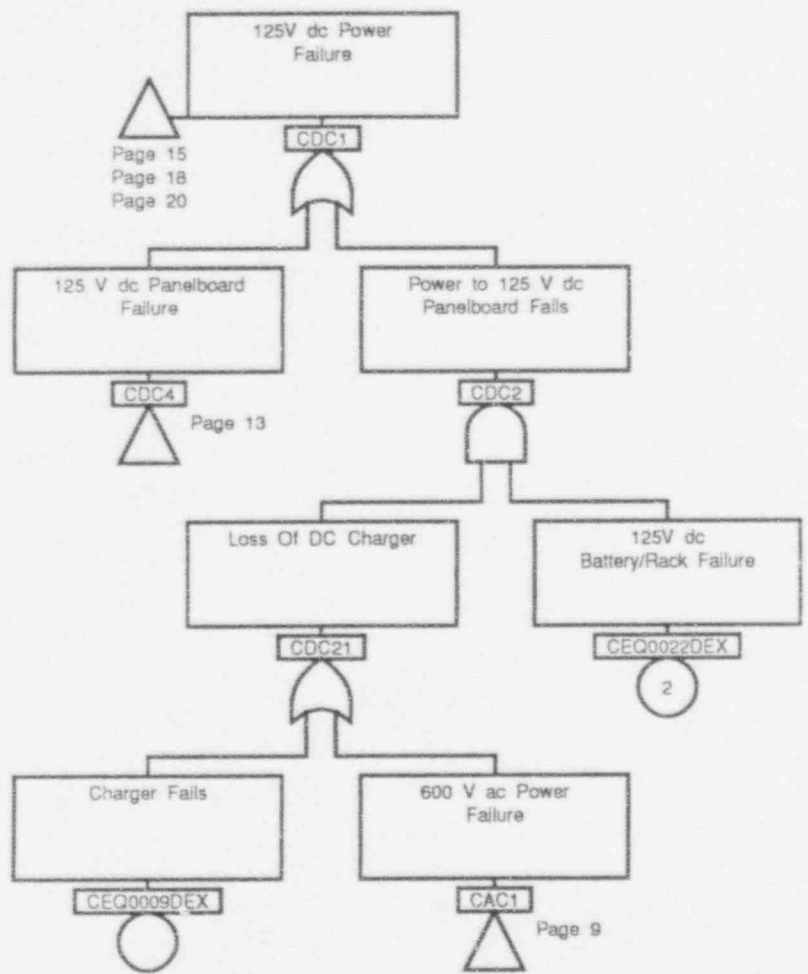 125V dc Power
Failure
CDC1
Page 15
Page 18
Page 20
125 V dc Panelboard
Failure
Power to 125 V dc
Panelboard Fails
CDC4
CDC2
Page 13
Loss Of DC Charger
125V dc
Battery/Rack Failure
CDC21
CEQ0022DEX
2
Charger Fails
600 V ac Power
Failure
CEQ0009DEX
CAC1
Page 9